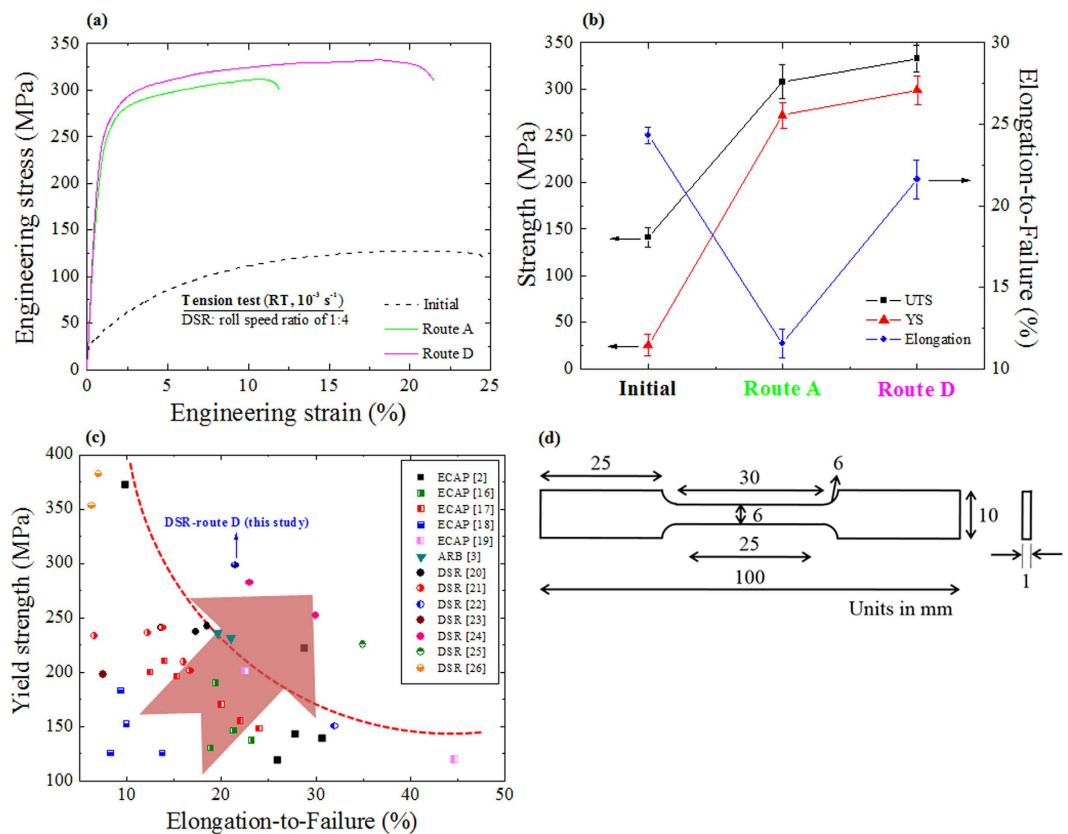 (a)
Engineering stress (MPa)
350
300
250
200
150
100
50
0
Tension test (RT, 10⁻³ s⁻¹)
DSR: roll speed ratio of 1:4
Initial
Route A
Route D
0 5 10 15 20 25
Engineering strain (%)
(b)
Strength (MPa)
350
300
250
200
150
100
50
0
UTS
YS
Elongation
30
25
20
15
10
Elongation-to-Failure (%)
Initial Route A Route D
(c)
Yield strength (MPa)
400
350
300
250
200
150
100
DSR-route D (this study)
ECAP [2]
ECAP [16]
ECAP [17]
ECAP [18]
ECAP [19]
ARB [3]
DSR [20]
DSR [21]
DSR [22]
DSR [23]
DSR [24]
DSR [25]
DSR [26]
10 20 30 40 50
Elongation-to-Failure (%)
(d)
25 30 6
6
10
25
100
1
Units in mm